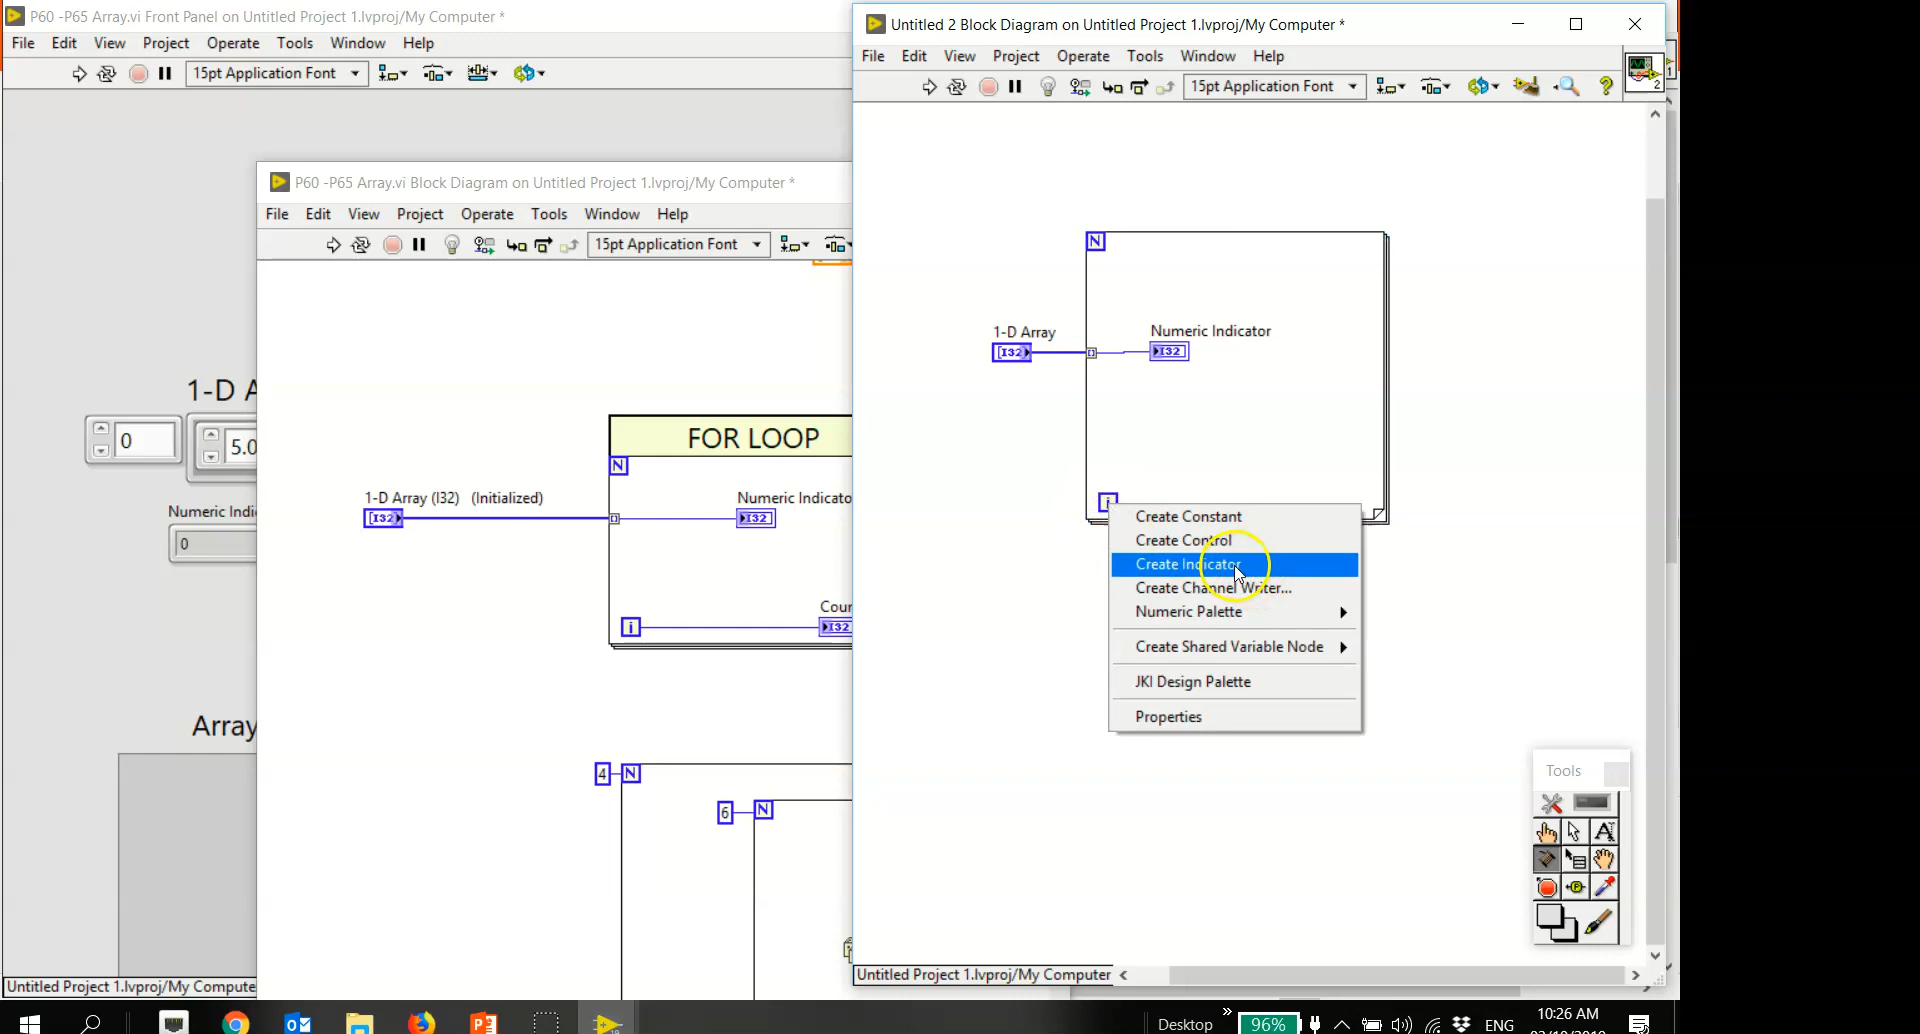 P60 -P65 Array.vi Front Panel on Untitled Project 1.lvproj/My Computer *
File Edit View Project Operate Tools Window Help
15pt Application Font
1-D A
0
5.0
Numeric Indi
0
Array
Untitled Project 1.lvproj/My Compute
P60 -P65 Array.vi Block Diagram on Untitled Project 1.lvproj/My Computer *
File Edit View Project Operate Tools Window Help
15pt Application Font
FOR LOOP
N
1-D Array (I32) (Initialized)
Numeric Indicato
[I32]
I32
Cour
i
I32
4
N
6
N
Untitled 2 Block Diagram on Untitled Project 1.lvproj/My Computer *
File Edit View Project Operate Tools Window Help
15pt Application Font
2
1
N
1-D Array
Numeric Indicator
[I32]
I32
i
Create Constant
Create Control
Create Indicator
Create Channel Writer...
Numeric Palette
Create Shared Variable Node
JKI Design Palette
Properties
Tools
A
Untitled Project 1.lvproj/My Computer
Desktop
96%
ENG
10:26 AM